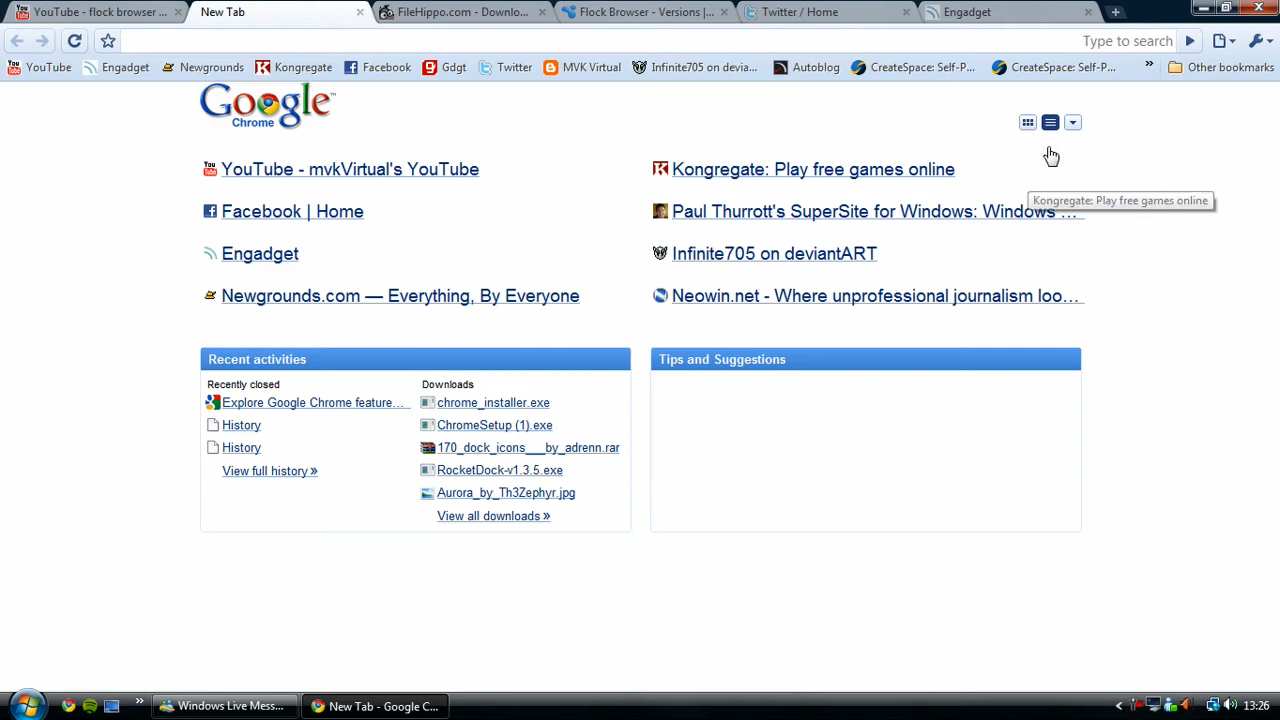 YouTube - flock browser ...
New Tab
FileHippo.com - Downlo...
Flock Browser - Versions |...
Twitter / Home
Engadget
Type to search
YouTube
Engadget
Newgrounds
Kongregate
Facebook
Gdgt
Twitter
MVK Virtual
Infinite705 on devia...
Autoblog
CreateSpace: Self-P...
CreateSpace: Self-P...
Other bookmarks
Google™
Chrome
YouTube - mvkVirtual's YouTube
Kongregate: Play free games online
Kongregate: Play free games online
Facebook | Home
Paul Thurrott's SuperSite for Windows: Windows ...
Engadget
Infinite705 on deviantART
Newgrounds.com — Everything, By Everyone
Neowin.net - Where unprofessional journalism loo...
Recent activities
Tips and Suggestions
Recently closed
Downloads
Explore Google Chrome feature...
chrome_installer.exe
History
ChromeSetup (1).exe
History
170_dock_icons___by_adrenn.rar
View full history »
RocketDock-v1.3.5.exe
Aurora_by_Th3Zephyr.jpg
View all downloads »
Windows Live Mess...
New Tab - Google C...
13:26